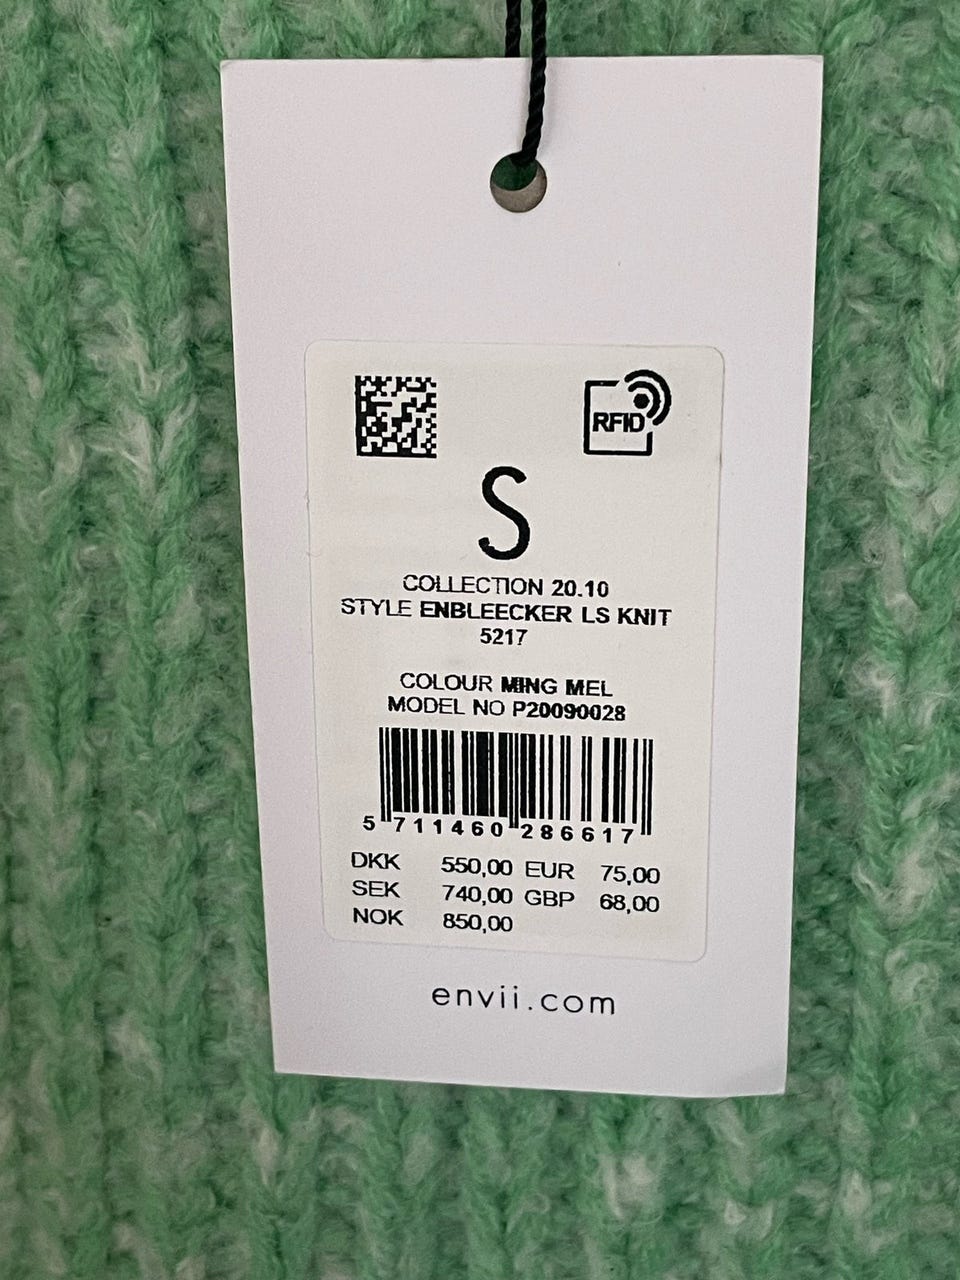 RFID
S
COLLECTION 20.10
STYLE ENBLEECKER LS KNIT
5217
COLOUR MING MEL
MODEL NO P20090028
5 711460 286617
DKK 550,00 EUR 75,00
SEK 740,00 GBP 68,00
NOK 850,00
envii.com